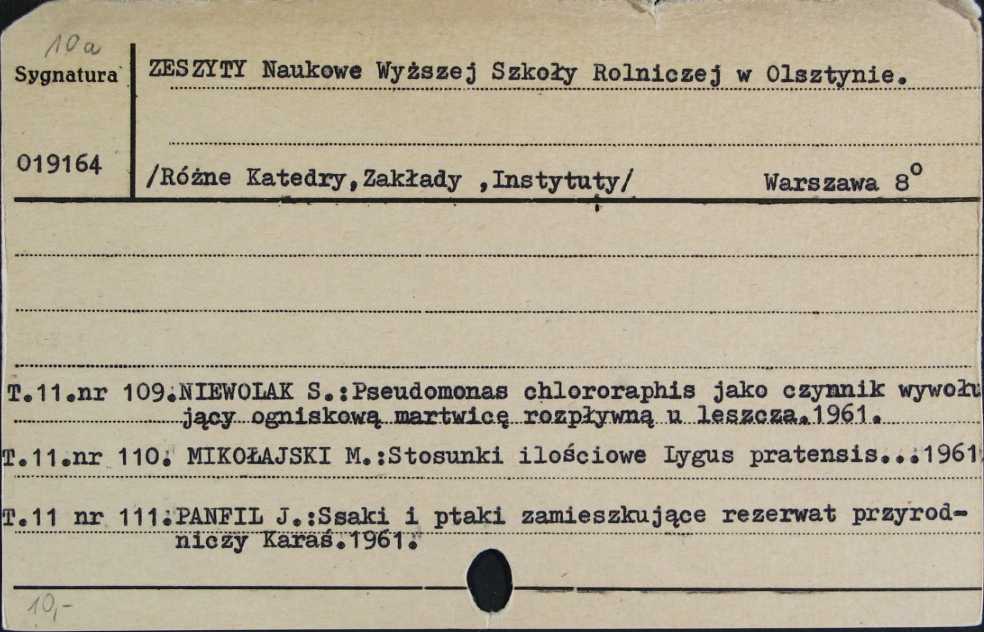 10a
Sygnatura
ZESZYTY Naukowe Wyższej Szkoły Rolniczej w Olsztynie.
019164
/Różne Katedry,Zakłady ,Instytuty/ Warszawa 8°
T.11.nr 109.NIEWOLAK S.:Pseudomonas chlororaphis jako czynnik wywołu
jący ogniskową martwicę rozpływną u leszcza.1961.
T.11.nr 110. MIKOŁAJSKI M.:Stosunki ilościowe Lygus pratensis...1961.
T.11 nr 111.PANFIL J.:Ssaki i ptaki zamieszkujące rezerwat przyrod-
niczy Karaś.1961.
10,-